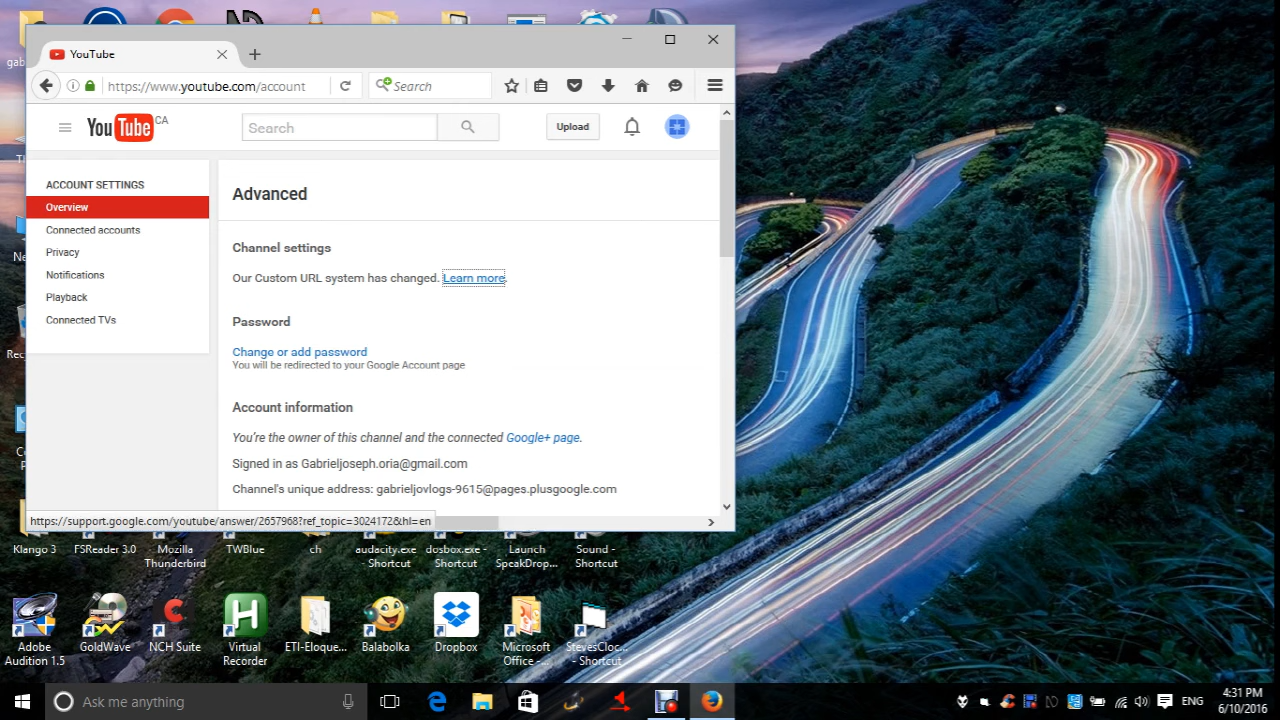 YouTube
https://www.youtube.com/account
Search
You Tube CA
Search
Upload
ACCOUNT SETTINGS
Overview
Connected accounts
Privacy
Notifications
Playback
Connected TVs
Advanced
Channel settings
Our Custom URL system has changed. Learn more.
Password
Change or add password
You will be redirected to your Google Account page
Account information
You're the owner of this channel and the connected Google+ page.
Signed in as Gabrieljoseph.oria@gmail.com
Channel's unique address: gabrieljovlogs-9615@pages.plusgoogle.com
https://support.google.com/youtube/answer/2657968?ref_topic=3024172&hl=en
Klango 3
FSReader 3.0
Mozilla
Thunderbird
TWBlue
ch
audacity.exe
- Shortcut
dosbox.exe -
Shortcut
Launch
SpeakDrop...
Sound -
Shortcut
Adobe
Audition 1.5
GoldWave
NCH Suite
Virtual
Recorder
ETI-Eloque...
Balabolka
Dropbox
Microsoft
Office -...
StevesCloc...
- Shortcut
Ask me anything
ENG
4:31 PM
6/10/2016